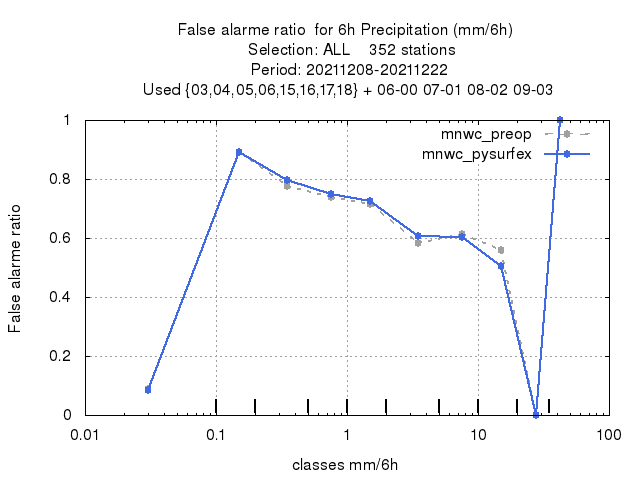 False alarme ratio  for 6h Precipitation (mm/6h)
Selection: ALL    352 stations
Period: 20211208-20211222
Used {03,04,05,06,15,16,17,18} + 06-00 07-01 08-02 09-03
mnwc_preop
mnwc_pysurfex
False alarme ratio
1
0.8
0.6
0.4
0.2
0
0.01 0.1 1 10 100
classes mm/6h